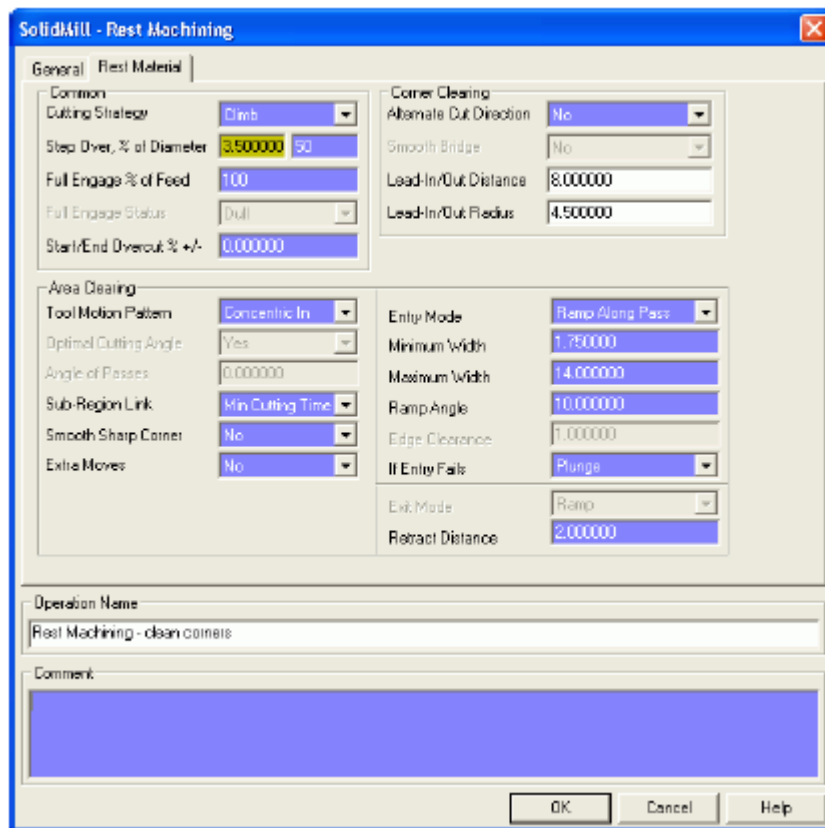 SolidMill - Rest Machining
General Rest Material
Common
Cutting Strategy Climb
Step Over, % of Diameter 3.500000 50
Full Engage % of Feed 100
Full Engage Status Dull
Start/End Overcut % +/- 0.000000
Corner Clearing
Alternate Cut Direction No
Smooth Bridge No
Lead-In/Out Distance 8.000000
Lead-In/Out Radius 4.500000
Area Clearing
Tool Motion Pattern Concentric In
Optimal Cutting Angle Yes
Angle of Passes 0.000000
Sub-Region Link Min Cutting Time
Smooth Sharp Corner No
Extra Moves No
Entry Mode Ramp Along Pass
Minimum Width 1.750000
Maximum Width 14.000000
Ramp Angle 10.000000
Edge Clearance 1.000000
If Entry Fails Plunge
Exit Mode Ramp
Retract Distance 2.000000
Operation Name
Rest Machining - clean corners
Comment
OK Cancel Help